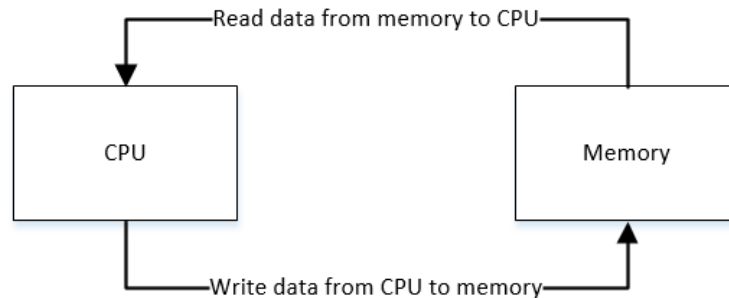 Read data from memory to CPU
CPU
Memory
Write data from CPU to memory